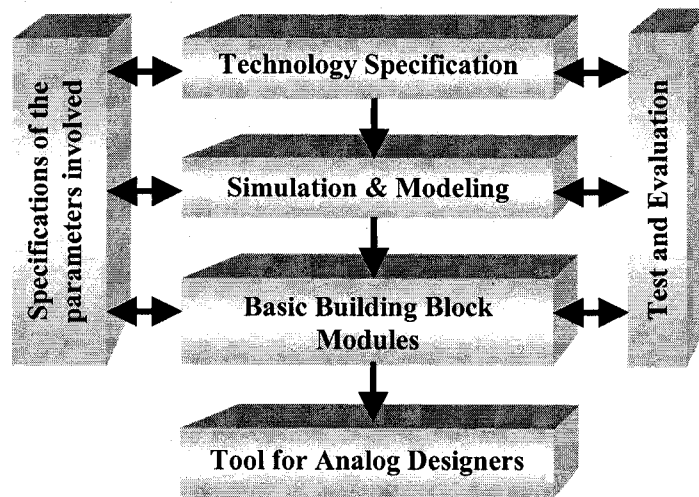 Specifications of the
parameters involved
Technology Specification
Simulation & Modeling
Basic Building Block
Modules
Tool for Analog Designers
Test and Evaluation